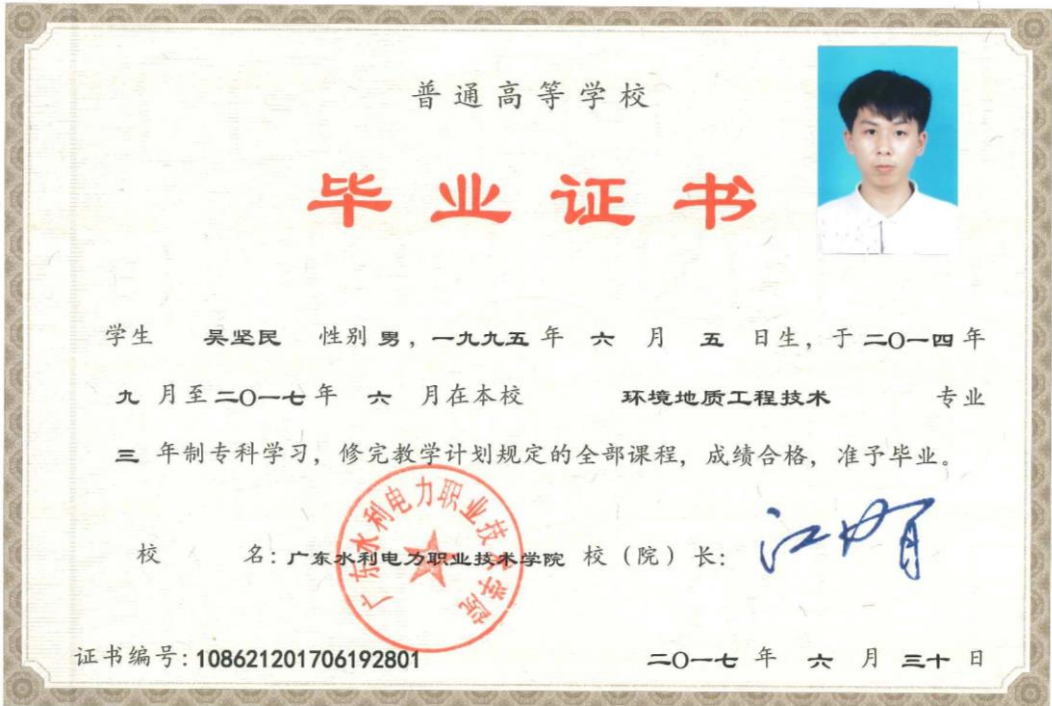 普通高等学校
毕业证书
学生 吴坚民 性别 男，一九九五 年 六 月 五 日生，于 二〇一四 年
九 月至 二〇一七 年 六 月在本校 环境地质工程技术 专业
三 年制专科学习，修完教学计划规定的全部课程，成绩合格，准予毕业。
广东水利电力职业技术学院
校 名：广东水利电力职业技术学院 校（院）长：
证书编号：108621201706192801 二〇一七 年 六 月 三十 日